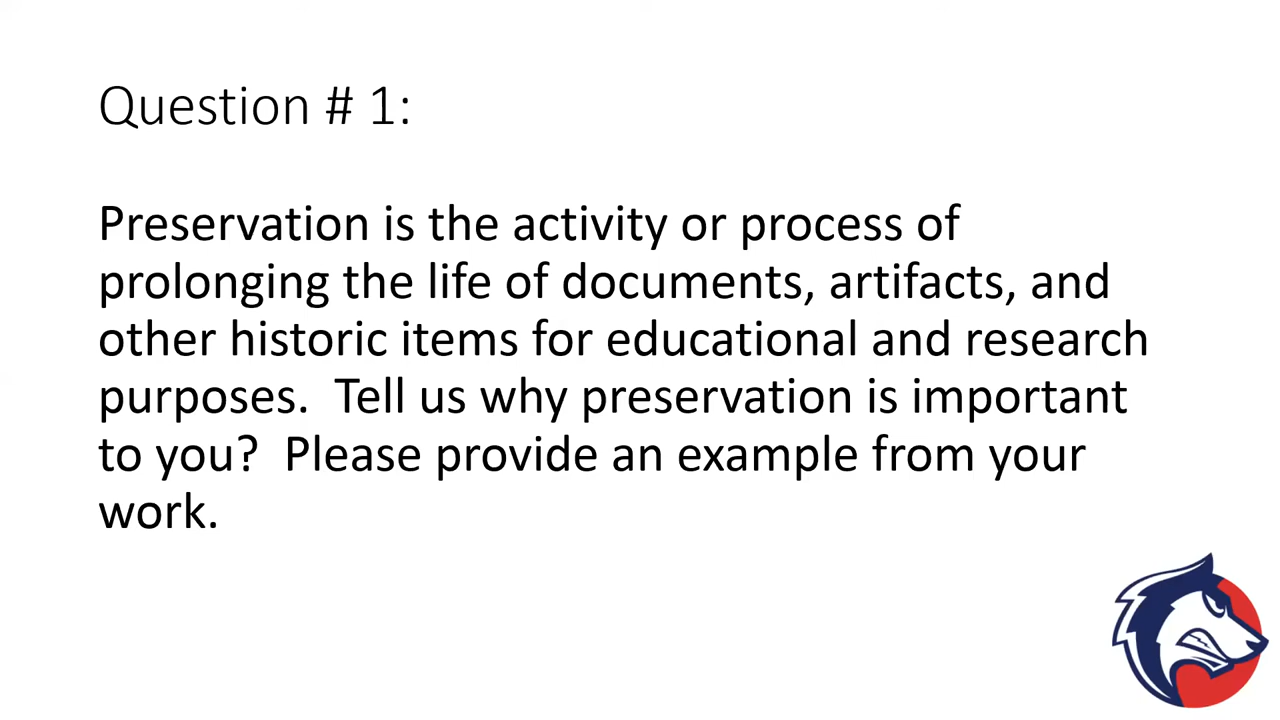 Question # 1:
Preservation is the activity or process of
prolonging the life of documents, artifacts, and
other historic items for educational and research
purposes.  Tell us why preservation is important
to you?  Please provide an example from your
work.